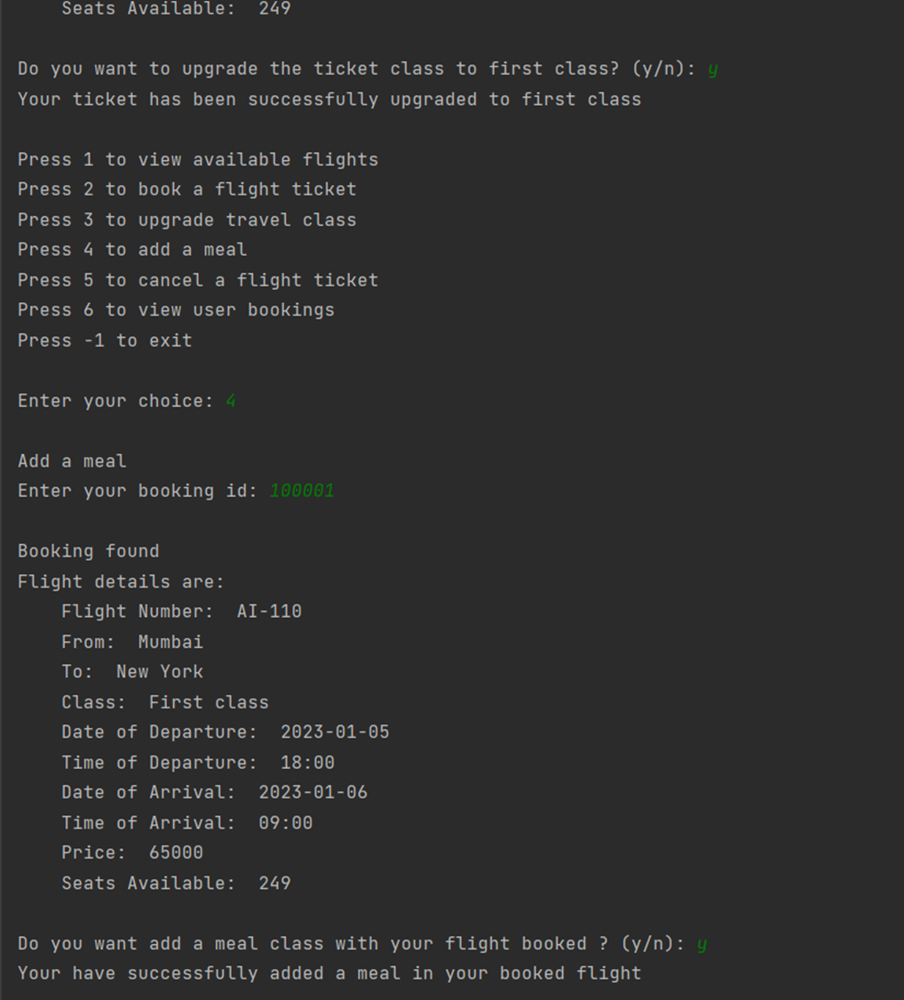 Seats Available:  249
Do you want to upgrade the ticket class to first class? (y/n): y
Your ticket has been successfully upgraded to first class
Press 1 to view available flights
Press 2 to book a flight ticket
Press 3 to upgrade travel class
Press 4 to add a meal
Press 5 to cancel a flight ticket
Press 6 to view user bookings
Press -1 to exit
Enter your choice: 4
Add a meal
Enter your booking id: 100001
Booking found
Flight details are:
Flight Number:  AI-110
From:  Mumbai
To:  New York
Class:  First class
Date of Departure:  2023-01-05
Time of Departure:  18:00
Date of Arrival:  2023-01-06
Time of Arrival:  09:00
Price:  65000
Seats Available:  249
Do you want add a meal class with your flight booked ? (y/n): y
Your have successfully added a meal in your booked flight